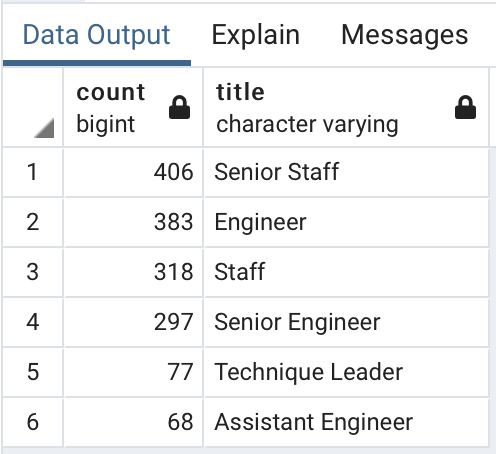 Data Output Explain Messages
count title
bigint character varying
1 406 Senior Staff
2 383 Engineer
3 318 Staff
4 297 Senior Engineer
5 77 Technique Leader
6 68 Assistant Engineer